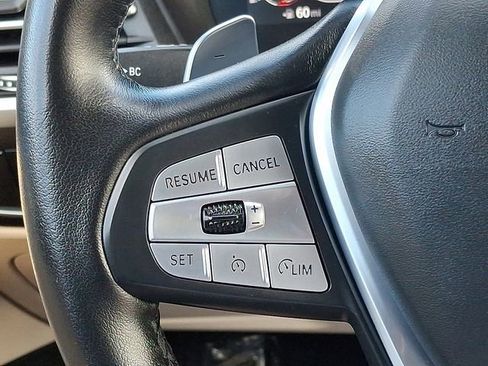 60 mi
BC
RESUME CANCEL
+
−
SET LIM